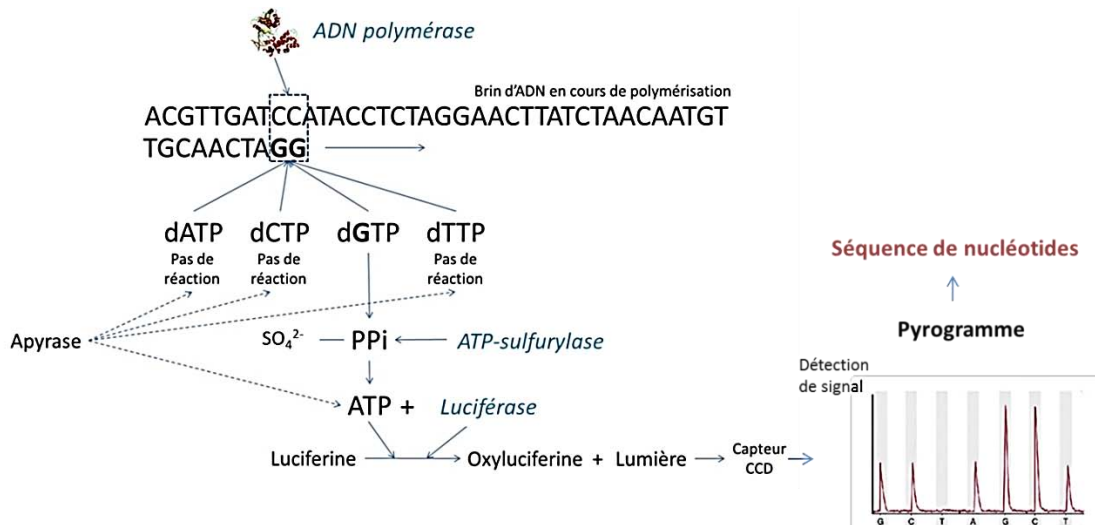 ADN polymérase
Brin d'ADN en cours de polymérisation
ACGTTGATCCATACCTCTAGGAACTTATCTAACAATGT
TGCAACTAGG
dATP dCTP dGTP dTTP
Pas de réaction
Pas de réaction
Pas de réaction
Apyrase
SO₄²⁻
PPi
ATP-sulfurylase
ATP +
Luciférase
Luciferine
Oxyluciferine + Lumière
Capteur
CCD
Séquence de nucléotides
Pyrogramme
Détection
de signal
G C T A G C T